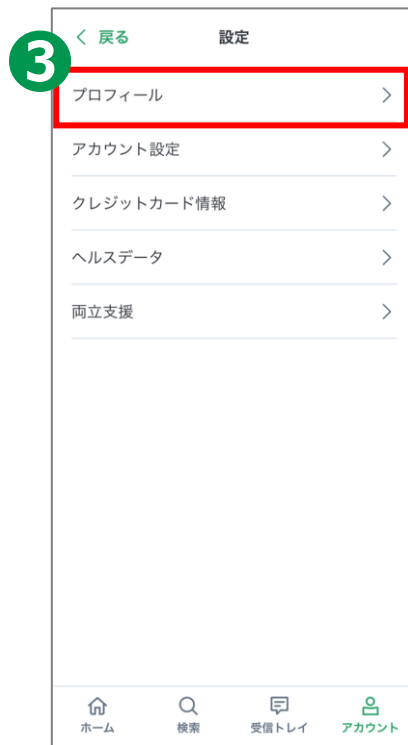 戻る 設定
3
プロフィール
アカウント設定
クレジットカード情報
ヘルスデータ
両立支援
ホーム 検索 受信トレイ アカウント